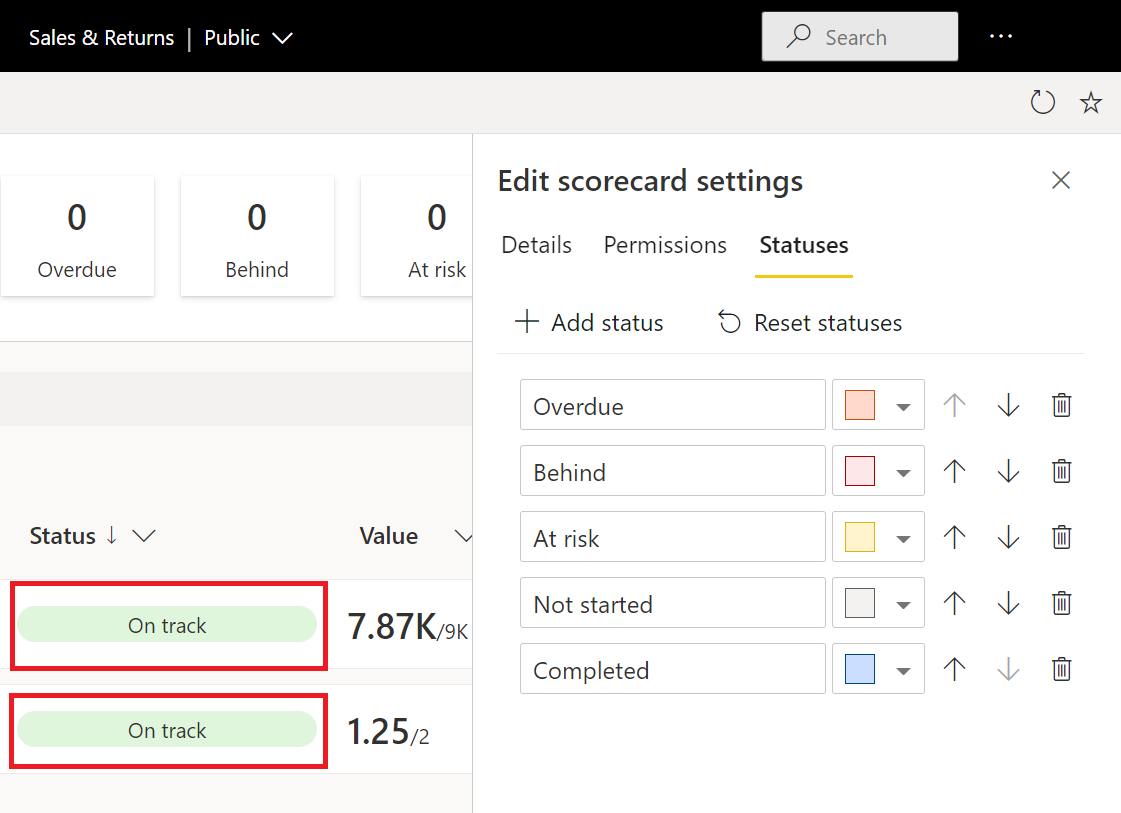 Sales & Returns | Public
Search
Edit scorecard settings
Details Permissions Statuses
0
Overdue
0
Behind
0
At risk
Add status Reset statuses
Overdue
Behind
At risk
Not started
Completed
Status Value
On track 7.87K/9K
On track 1.25/2